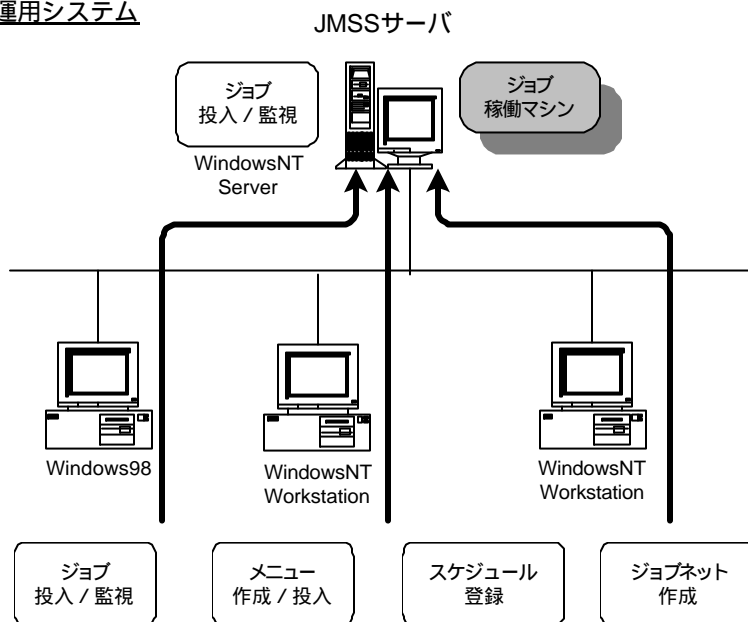 運用システム
JMSSサーバ
ジョブ
投入 / 監視
ジョブ
稼働マシン
WindowsNT
Server
Windows98
WindowsNT
Workstation
WindowsNT
Workstation
ジョブ
投入 / 監視
メニュー
作成 / 投入
スケジュール
登録
ジョブネット
作成